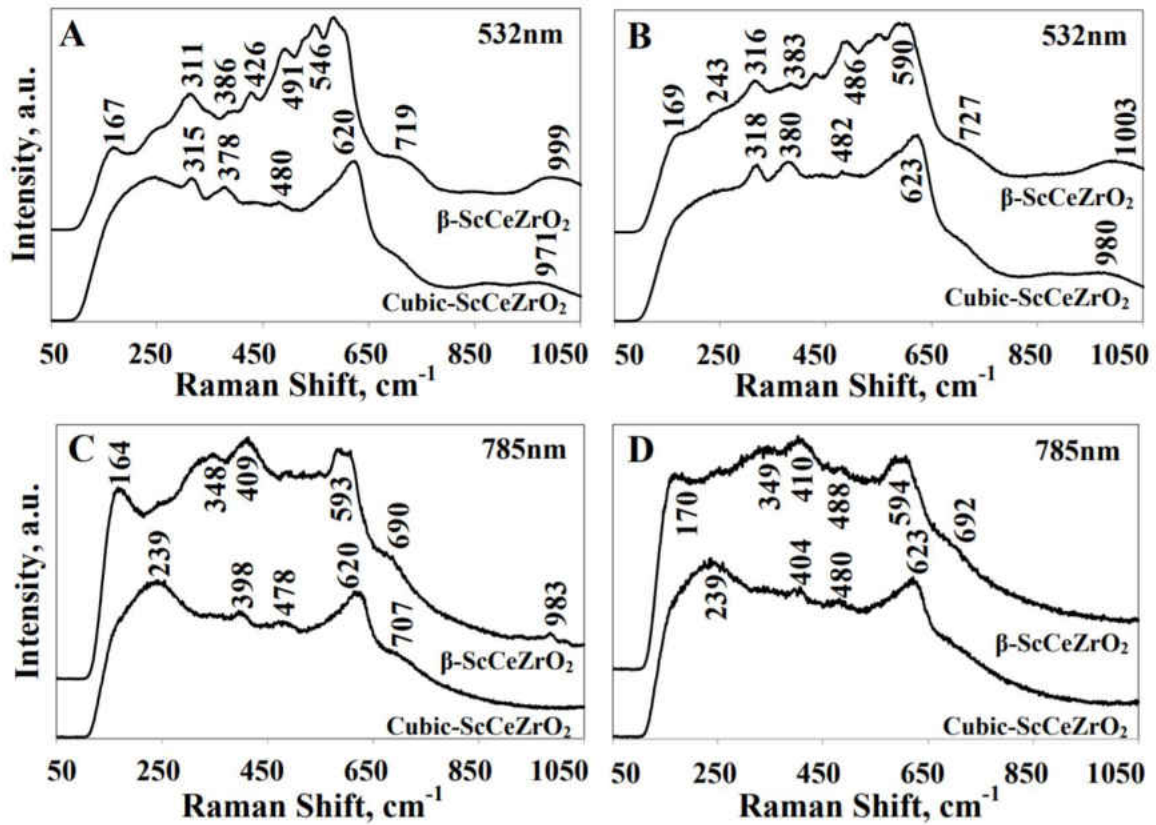 A
532nm
167
311
386
426
491
546
719
999
315
378
480
620
971
β-ScCeZrO2
Cubic-ScCeZrO2
50 250 450 650 850 1050
Raman Shift, cm-1
Intensity, a.u.
B
532nm
169
243
316
383
486
590
727
1003
318
380
482
623
980
β-ScCeZrO2
Cubic-ScCeZrO2
50 250 450 650 850 1050
Raman Shift, cm-1
C
785nm
164
348
409
593
690
983
239
398
478
620
707
β-ScCeZrO2
Cubic-ScCeZrO2
50 250 450 650 850 1050
Raman Shift, cm-1
Intensity, a.u.
D
785nm
170
349
410
488
594
692
239
404
480
623
β-ScCeZrO2
Cubic-ScCeZrO2
50 250 450 650 850 1050
Raman Shift, cm-1